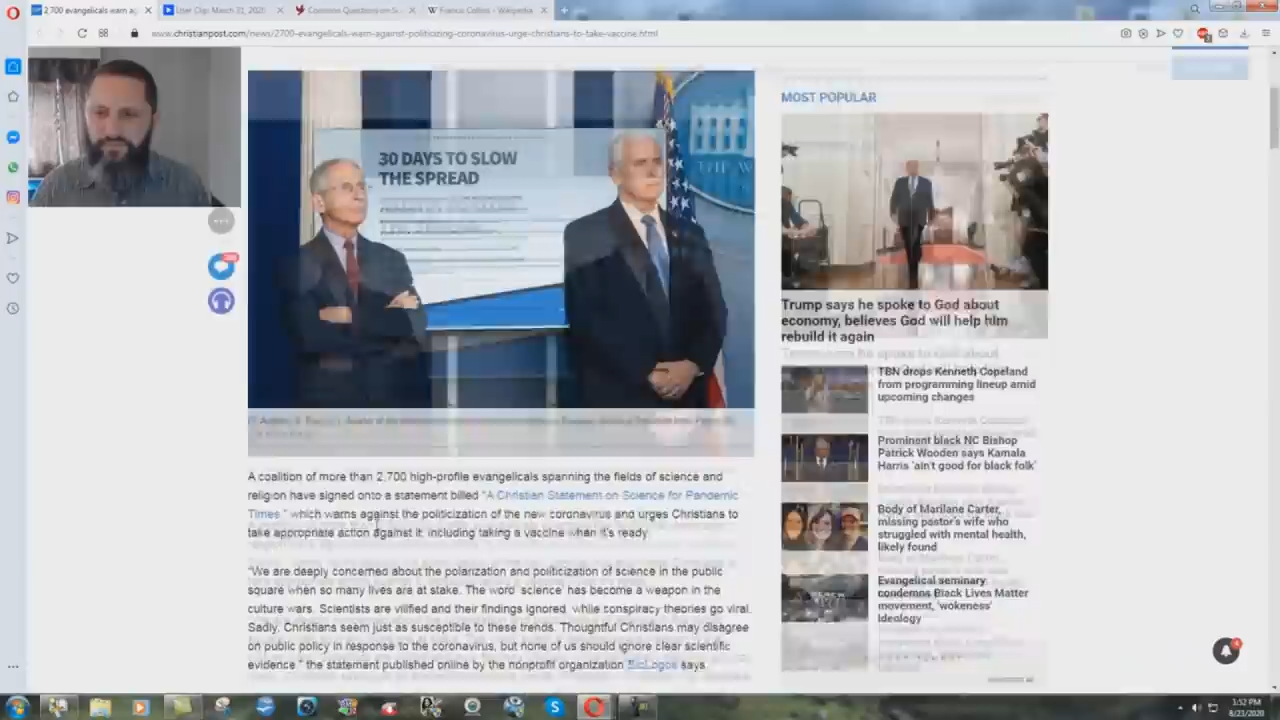 2,700 evangelicals warn ag
User Clip: March 31, 2020
Common Questions on S
Francis Collins - Wikipedia
www.christianpost.com/news/2700-evangelicals-warn-against-politicizing-coronavirus-urge-christians-to-take-vaccine.html
30 DAYS TO SLOW
THE SPREAD
A coalition of more than 2,700 high-profile evangelicals spanning the fields of science and
religion have signed onto a statement billed "A Christian Statement on Science for Pandemic
Times," which warns against the politicization of the new coronavirus and urges Christians to
take appropriate action against it, including taking a vaccine when it's ready.
"We are deeply concerned about the polarization and politicization of science in the public
square when so many lives are at stake. The word 'science' has become a weapon in the
culture wars. Scientists are vilified and their findings ignored, while conspiracy theories go viral.
Sadly, Christians seem just as susceptible to these trends. Thoughtful Christians may disagree
on public policy in response to the coronavirus, but none of us should ignore clear scientific
evidence" the statement published online by the nonprofit organization BioLogos says.
MOST POPULAR
Trump says he spoke to God about
economy, believes God will help him
rebuild it again
TBN drops Kenneth Copeland
from programming lineup amid
upcoming changes
Prominent black NC Bishop
Patrick Wooden says Kamala
Harris 'ain't good for black folk'
Body of Marilane Carter,
missing pastor's wife who
struggled with mental health,
likely found
Evangelical seminary
condemns Black Lives Matter
movement, 'wokeness'
ideology
3:52 PM
8/23/2020